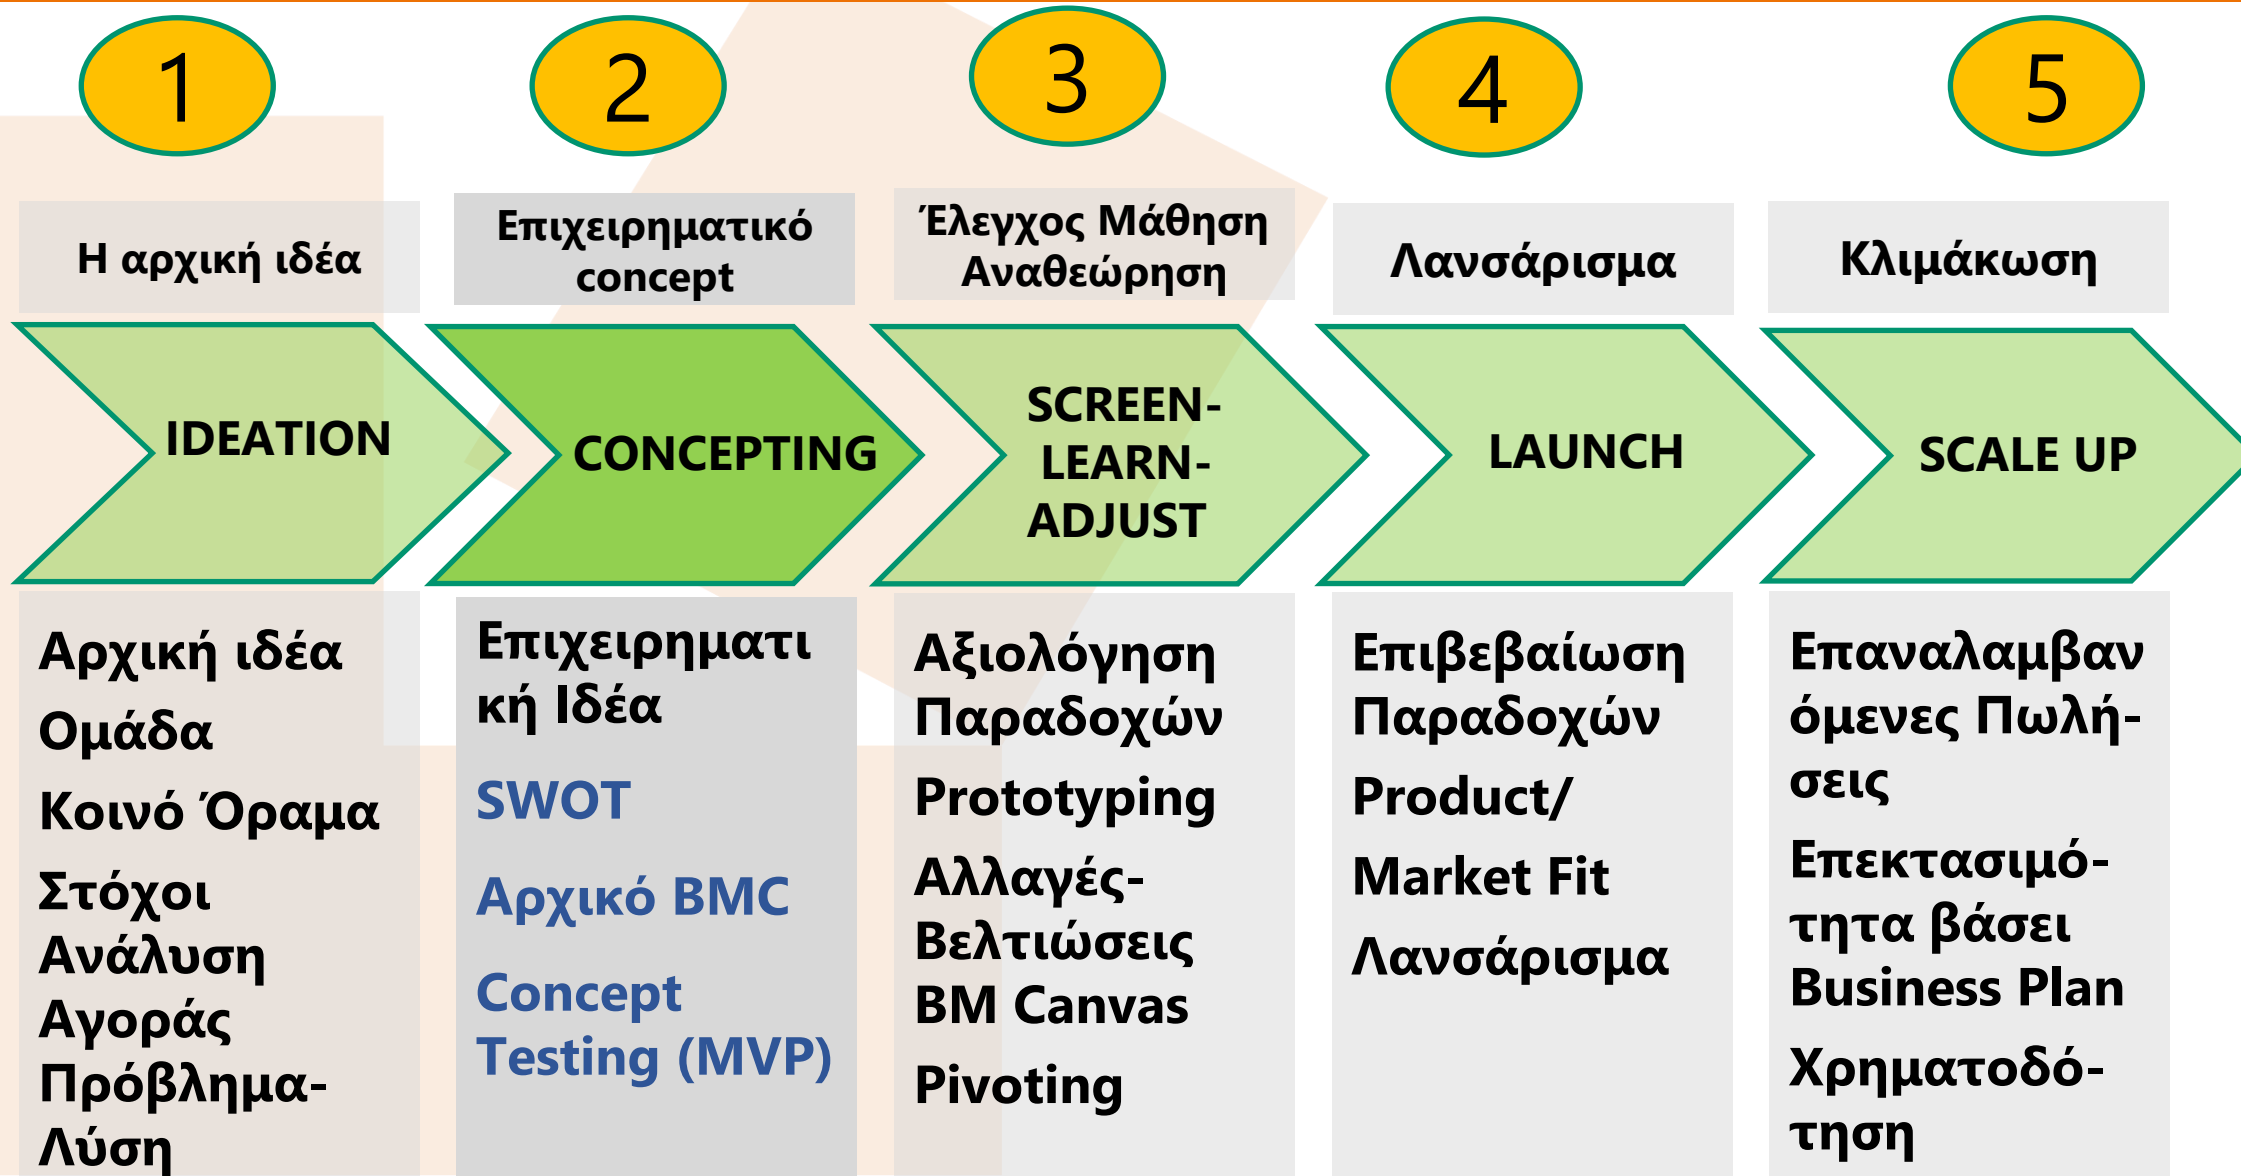 1
2
3
4
5
Η αρχική ιδέα
Επιχειρηματικό
concept
Έλεγχος Μάθηση
Αναθεώρηση
Λανσάρισμα
Κλιμάκωση
IDEATION
CONCEPTING
SCREEN-
LEARN-
ADJUST
LAUNCH
SCALE UP
Αρχική ιδέα
Ομάδα
Κοινό Όραμα
Στόχοι
Ανάλυση
Αγοράς
Πρόβλημα-
Λύση
Επιχειρηματι
κή Ιδέα
SWOT
Αρχικό BMC
Concept
Testing (MVP)
Αξιολόγηση
Παραδοχών
Prototyping
Αλλαγές-
Βελτιώσεις
BM Canvas
Pivoting
Επιβεβαίωση
Παραδοχών
Product/
Market Fit
Λανσάρισμα
Επαναλαμβαν
όμενες Πωλή-
σεις
Επεκτασιμό-
τητα βάσει
Business Plan
Χρηματοδό-
τηση